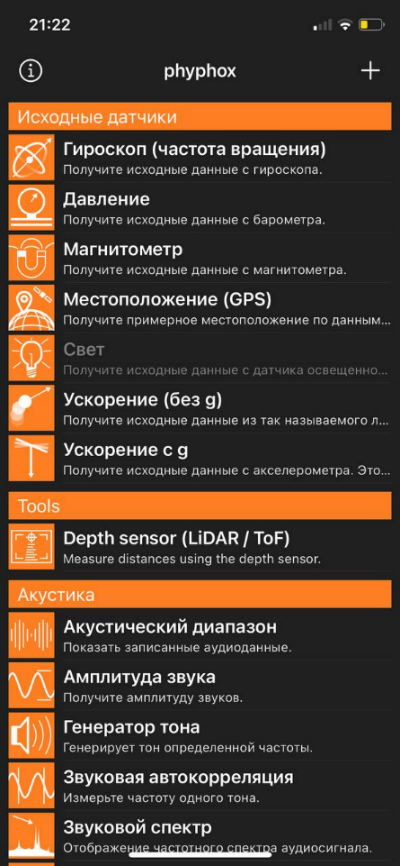 21:22
phyphox
Исходные датчики
Гироскоп (частота вращения)
Получите исходные данные с гироскопа.
Давление
Получите исходные данные с барометра.
Магнитометр
Получите исходные данные с магнитометра.
Местоположение (GPS)
Получите примерное местоположение по данным...
Свет
Получите исходные данные с датчика освещенно...
Ускорение (без g)
Получите исходные данные из так называемого л...
Ускорение с g
Получите исходные данные с акселерометра. Это...
Tools
Depth sensor (LiDAR / ToF)
Measure distances using the depth sensor.
Акустика
Акустический диапазон
Показать записанные аудиоданные.
Амплитуда звука
Получите амплитуду звуков.
Генератор тона
Генерирует тон определенной частоты.
Звуковая автокорреляция
Измерьте частоту одного тона.
Звуковой спектр
Отображение частотного спектра аудиосигнала.